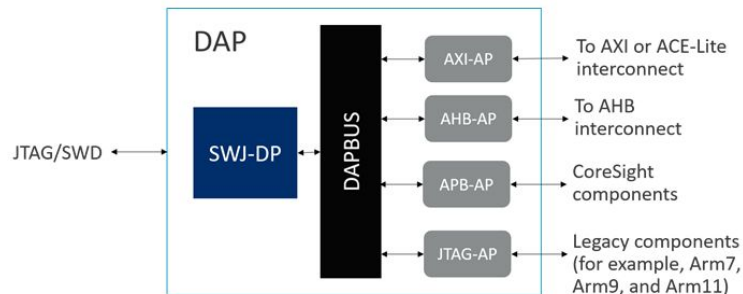 DAP
JTAG/SWD
SWJ-DP
DAPBUS
AXI-AP
To AXI or ACE-Lite
interconnect
AHB-AP
To AHB
interconnect
APB-AP
CoreSight
components
JTAG-AP
Legacy components
(for example, Arm7,
Arm9, and Arm11)